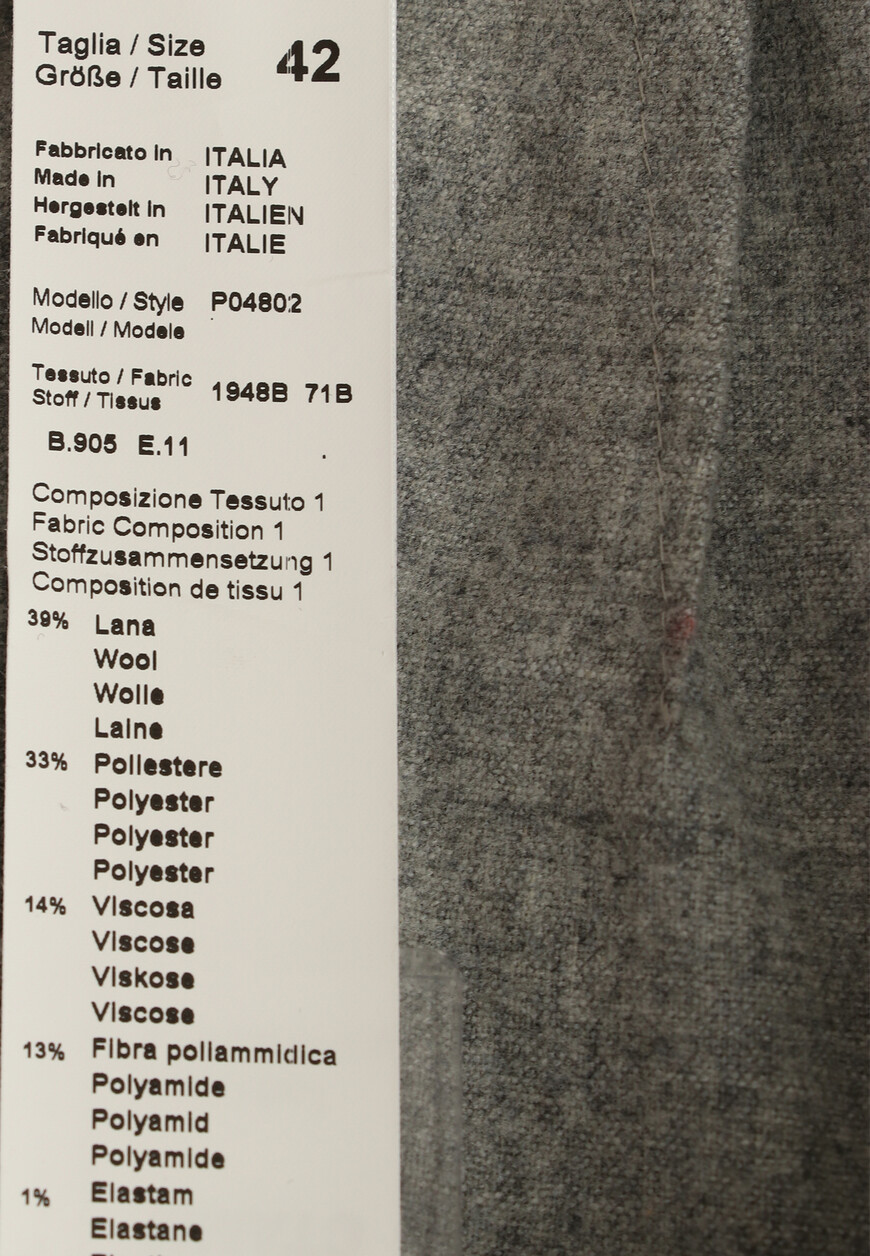 Taglia / Size
Größe / Taille 42
Fabbricato in ITALIA
Made in ITALY
Hergestelt in ITALIEN
Fabriqué en ITALIE
Modello / Style P04802
Modell / Modele
Tessuto / Fabric
Stoff / Tissus 1948B 71B
B.905 E.11
Composizione Tessuto 1
Fabric Composition 1
Stoffzusammensetzung 1
Composition de tissu 1
39% Lana
Wool
Wolle
Laine
33% Poliestere
Polyester
Polyester
Polyester
14% Viscosa
Viscose
Viskose
Viscose
13% Fibra poliammidica
Polyamide
Polyamid
Polyamide
1% Elastam
Elastane